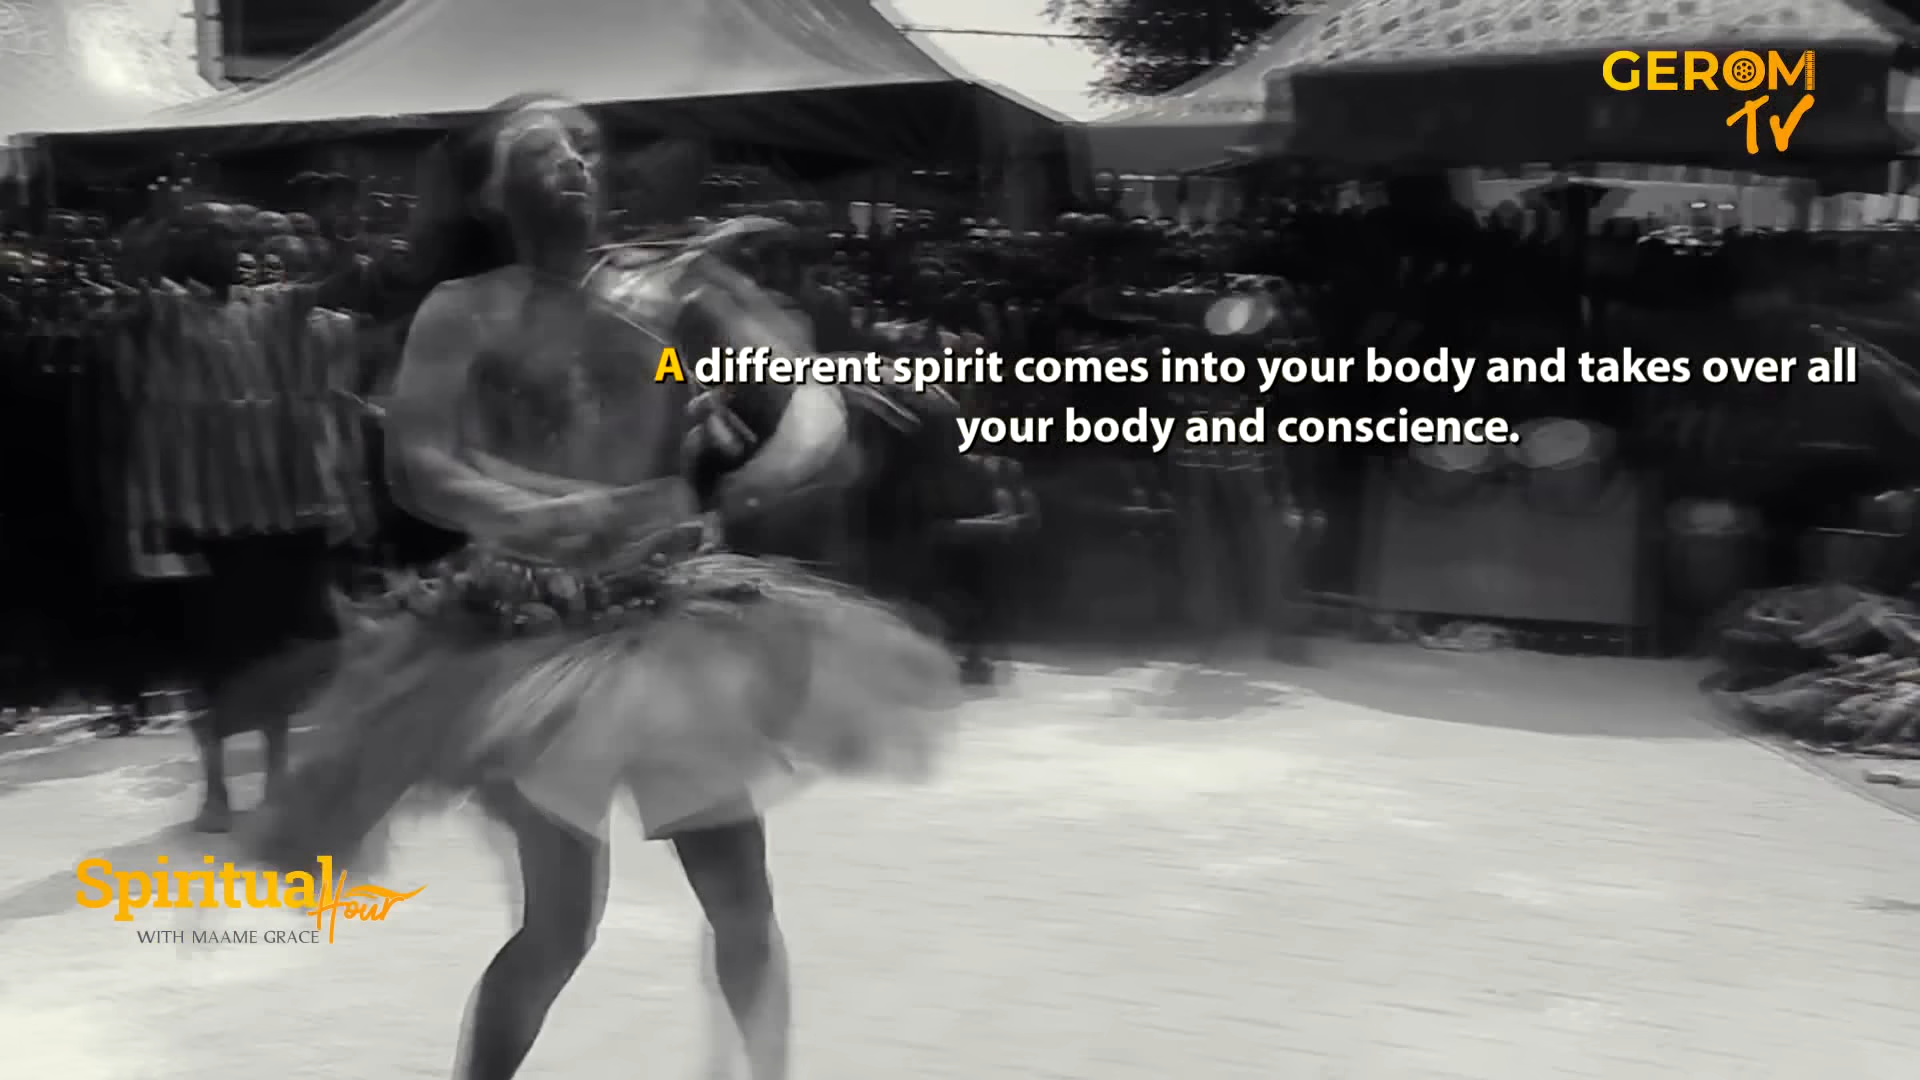 GEROM
TV
A different spirit comes into your body and takes over all
your body and conscience.
Spiritual
Hour
WITH MAAME GRACE